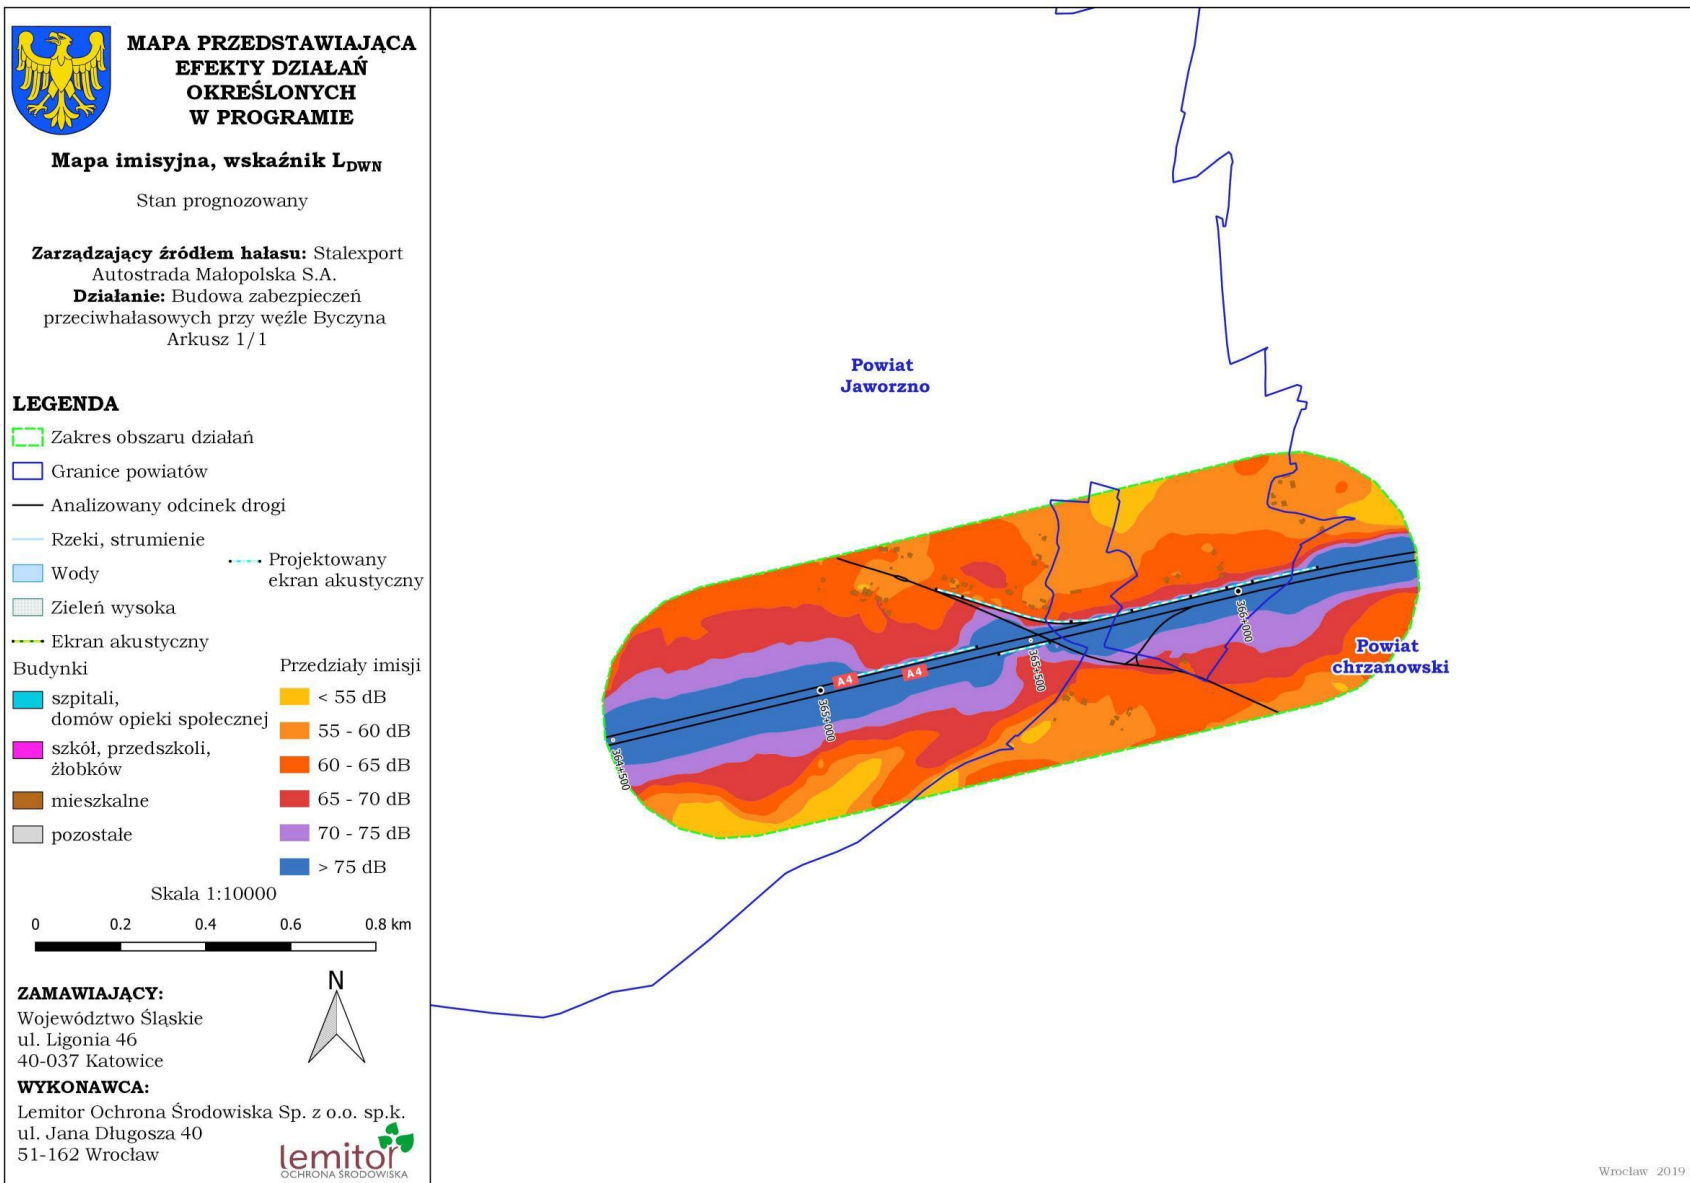 MAPA PRZEDSTAWIAJĄCA
EFEKTY DZIAŁAŃ
OKREŚLONYCH
W PROGRAMIE
Mapa imisyjna, wskaźnik LDWN
Stan prognozowany
Zarządzający źródłem hałasu: Stalexport
Autostrada Małopolska S.A.
Działanie: Budowa zabezpieczeń
przeciwhałasowych przy węźle Byczyna
Arkusz 1/1
LEGENDA
Zakres obszaru działań
Granice powiatów
Analizowany odcinek drogi
Rzeki, strumienie
Wody
Zieleń wysoka
Ekran akustyczny
Projektowany
ekran akustyczny
Budynki
szpitali,
domów opieki społecznej
szkół, przedszkoli,
żłobków
mieszkalne
pozostałe
Przedziały imisji
< 55 dB
55 - 60 dB
60 - 65 dB
65 - 70 dB
70 - 75 dB
> 75 dB
Skala 1:10000
0 0.2 0.4 0.6 0.8 km
N
ZAMAWIAJĄCY:
Województwo Śląskie
ul. Ligonia 46
40-037 Katowice
WYKONAWCA:
Lemitor Ochrona Środowiska Sp. z o.o. sp.k.
ul. Jana Długosza 40
51-162 Wrocław
lemitor
OCHRONA ŚRODOWISKA
Powiat
Jaworzno
Powiat
chrzanowski
A4
A4
364+500
365+000
365+500
366+000
Wrocław 2019